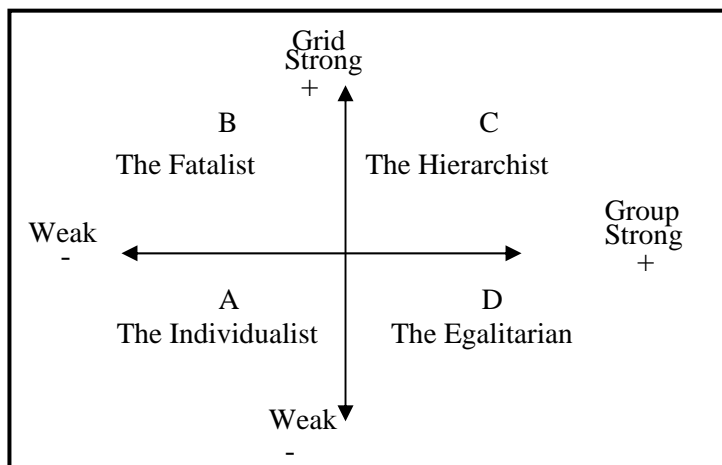 Grid
Strong
+
B C
The Fatalist The Hierarchist
Group
Weak Strong
- +
A D
The Individualist The Egalitarian
Weak
-